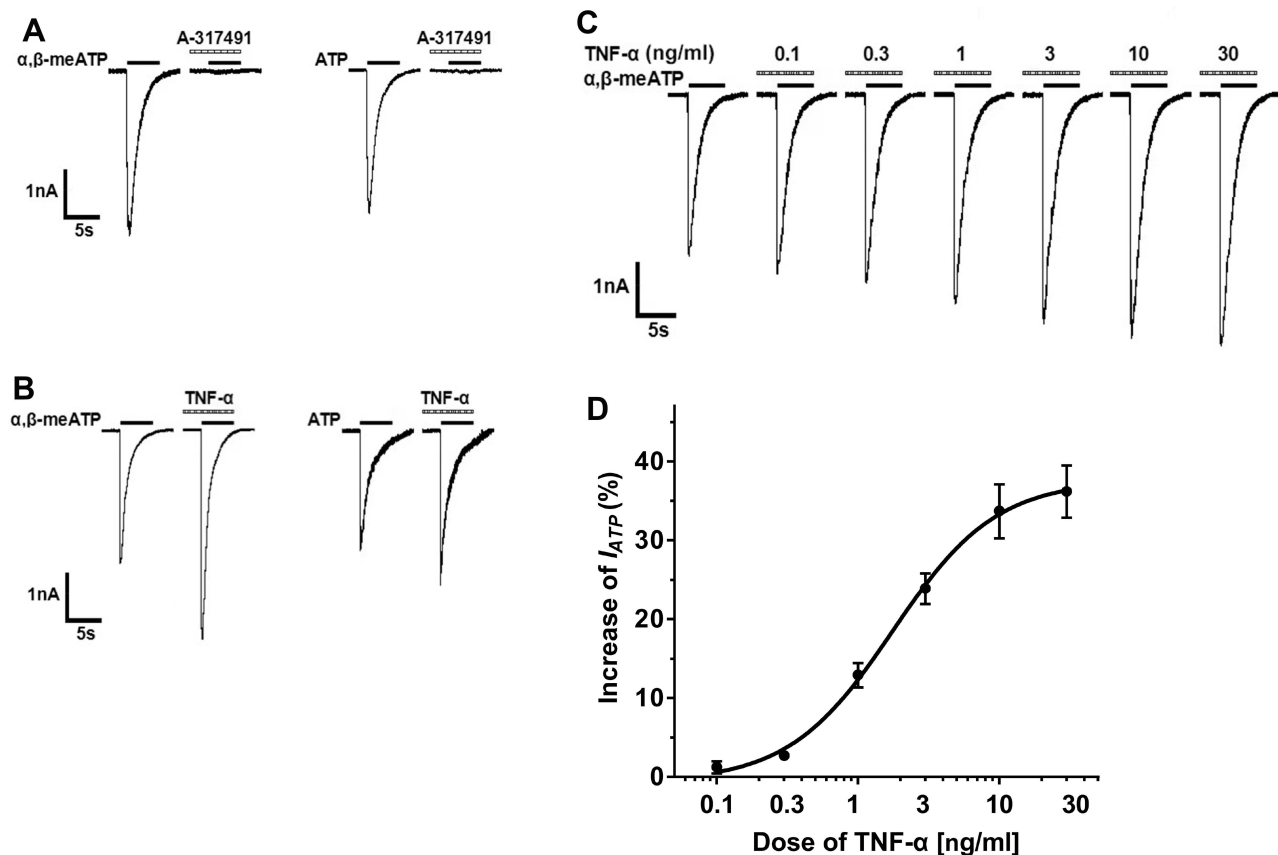 A
A-317491
α,β-meATP
1nA
5s
A-317491
ATP
B
TNF-α
α,β-meATP
1nA
5s
TNF-α
ATP
C
TNF-α (ng/ml) 0.1 0.3 1 3 10 30
α,β-meATP
1nA
5s
D
Increase of I_ATP (%)
40
30
20
10
0
0.1 0.3 1 3 10 30
Dose of TNF-α [ng/ml]